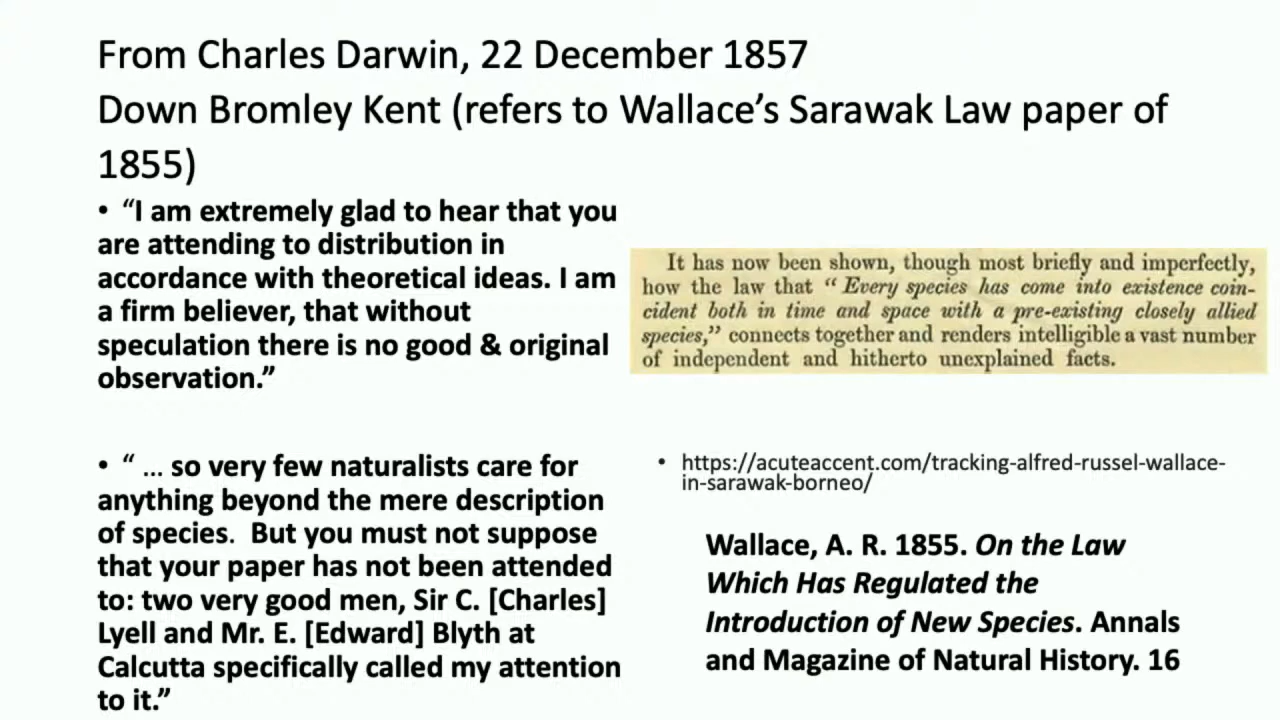 From Charles Darwin, 22 December 1857
Down Bromley Kent (refers to Wallace’s Sarawak Law paper of
1855)
• “I am extremely glad to hear that you
are attending to distribution in
accordance with theoretical ideas. I am
a firm believer, that without
speculation there is no good & original
observation.”
• “ ... so very few naturalists care for
anything beyond the mere description
of species.  But you must not suppose
that your paper has not been attended
to: two very good men, Sir C. [Charles]
Lyell and Mr. E. [Edward] Blyth at
Calcutta specifically called my attention
to it.”
It has now been shown, though most briefly and imperfectly,
how the law that “ Every species has come into existence coin-
cident both in time and space with a pre-existing closely allied
species,” connects together and renders intelligible a vast number
of independent and hitherto unexplained facts.
• https://acuteaccent.com/tracking-alfred-russel-wallace-
in-sarawak-borneo/
Wallace, A. R. 1855. On the Law
Which Has Regulated the
Introduction of New Species. Annals
and Magazine of Natural History. 16